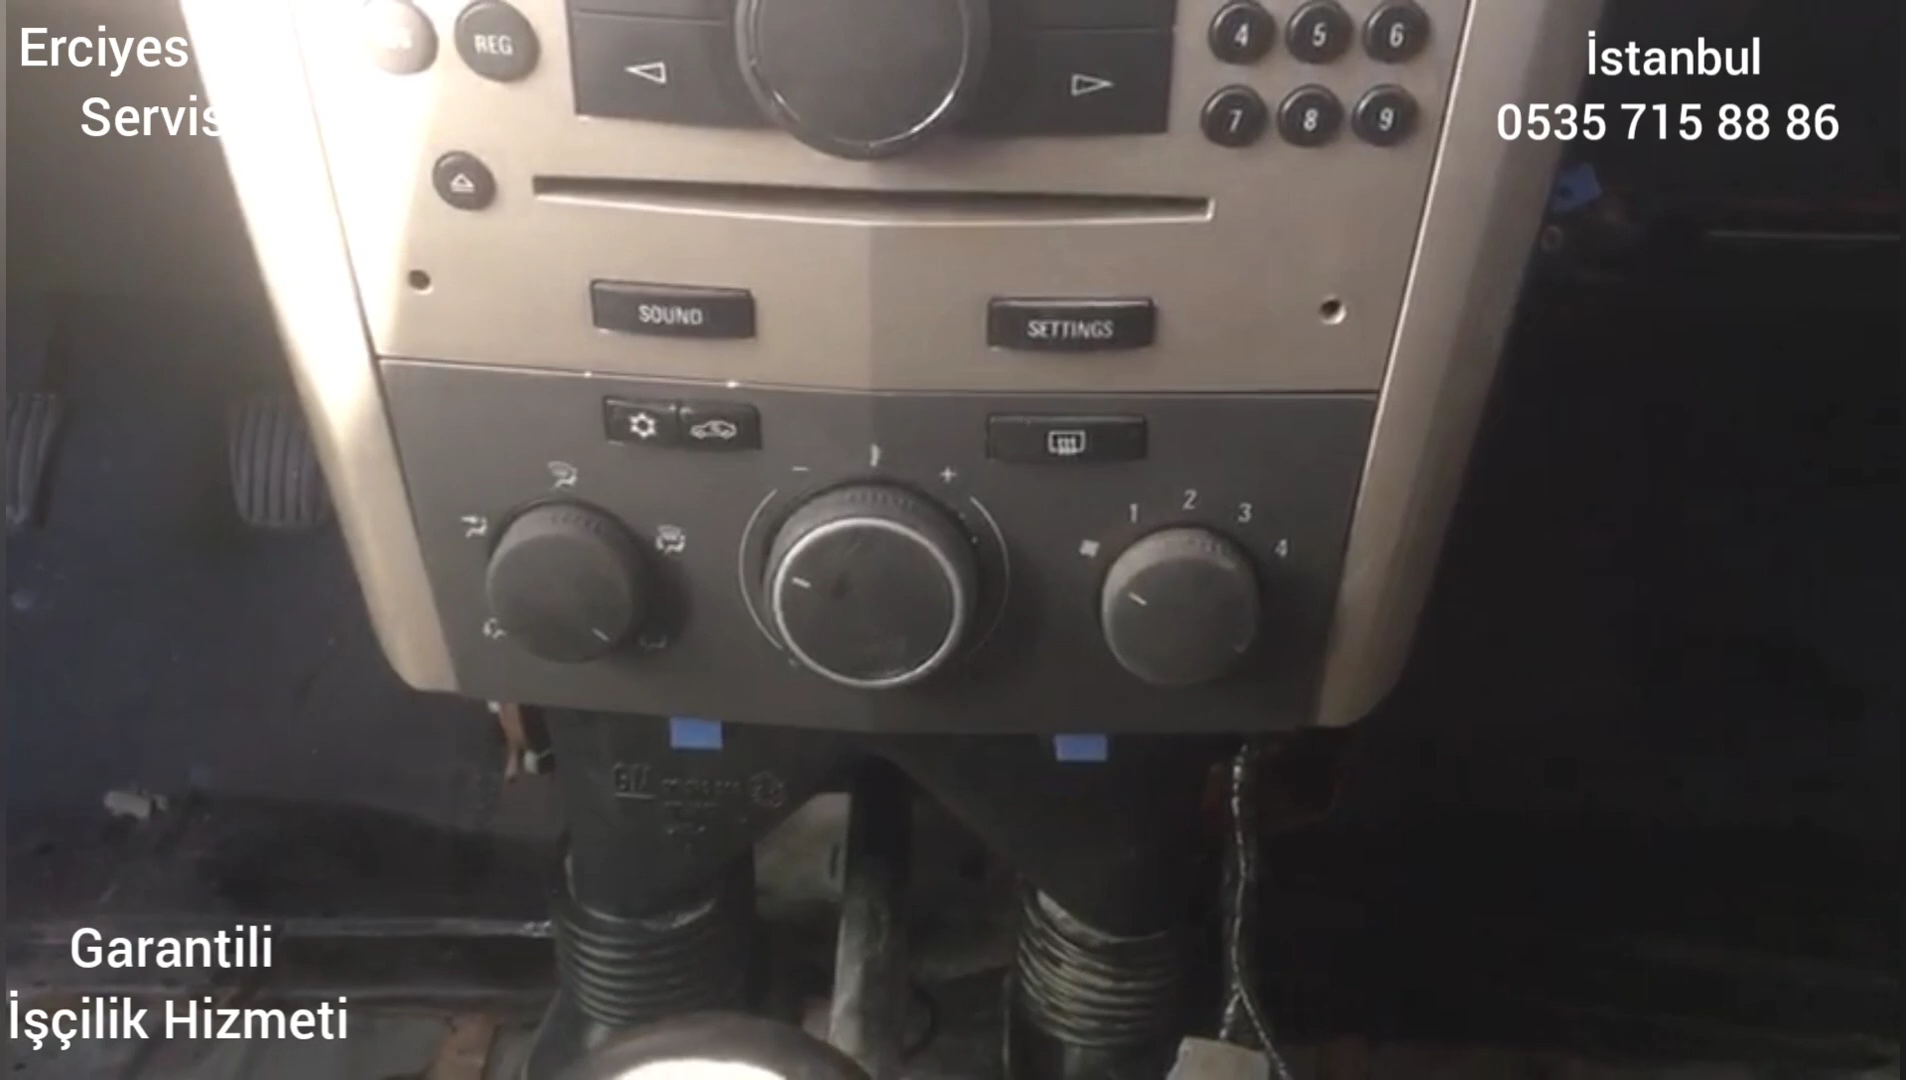 Erciyes
Servis
İstanbul
0535 715 88 86
REG
4 5 6
7 8 9
SOUND
SETTINGS
- +
1 2 3 4
GM
Garantili
İşçilik Hizmeti